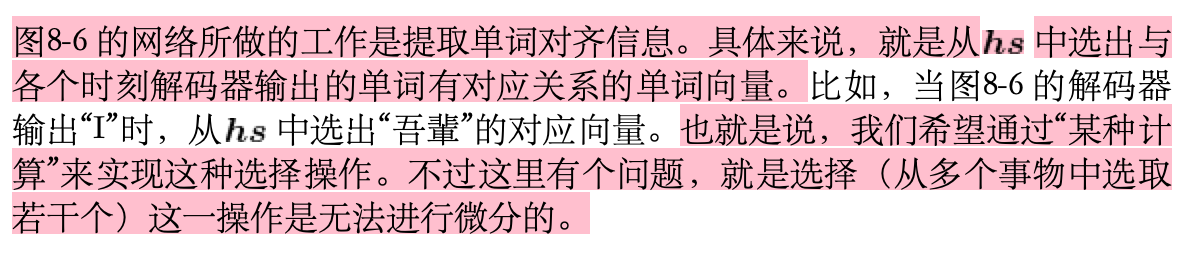 图8-6 的网络所做的工作是提取单词对齐信息。具体来说，就是从hs 中选出与
各个时刻解码器输出的单词有对应关系的单词向量。比如，当图8-6 的解码器
输出“I”时，从hs 中选出“吾輩”的对应向量。也就是说，我们希望通过“某种计
算”来实现这种选择操作。不过这里有个问题，就是选择（从多个事物中选取
若干个）这一操作是无法进行微分的。